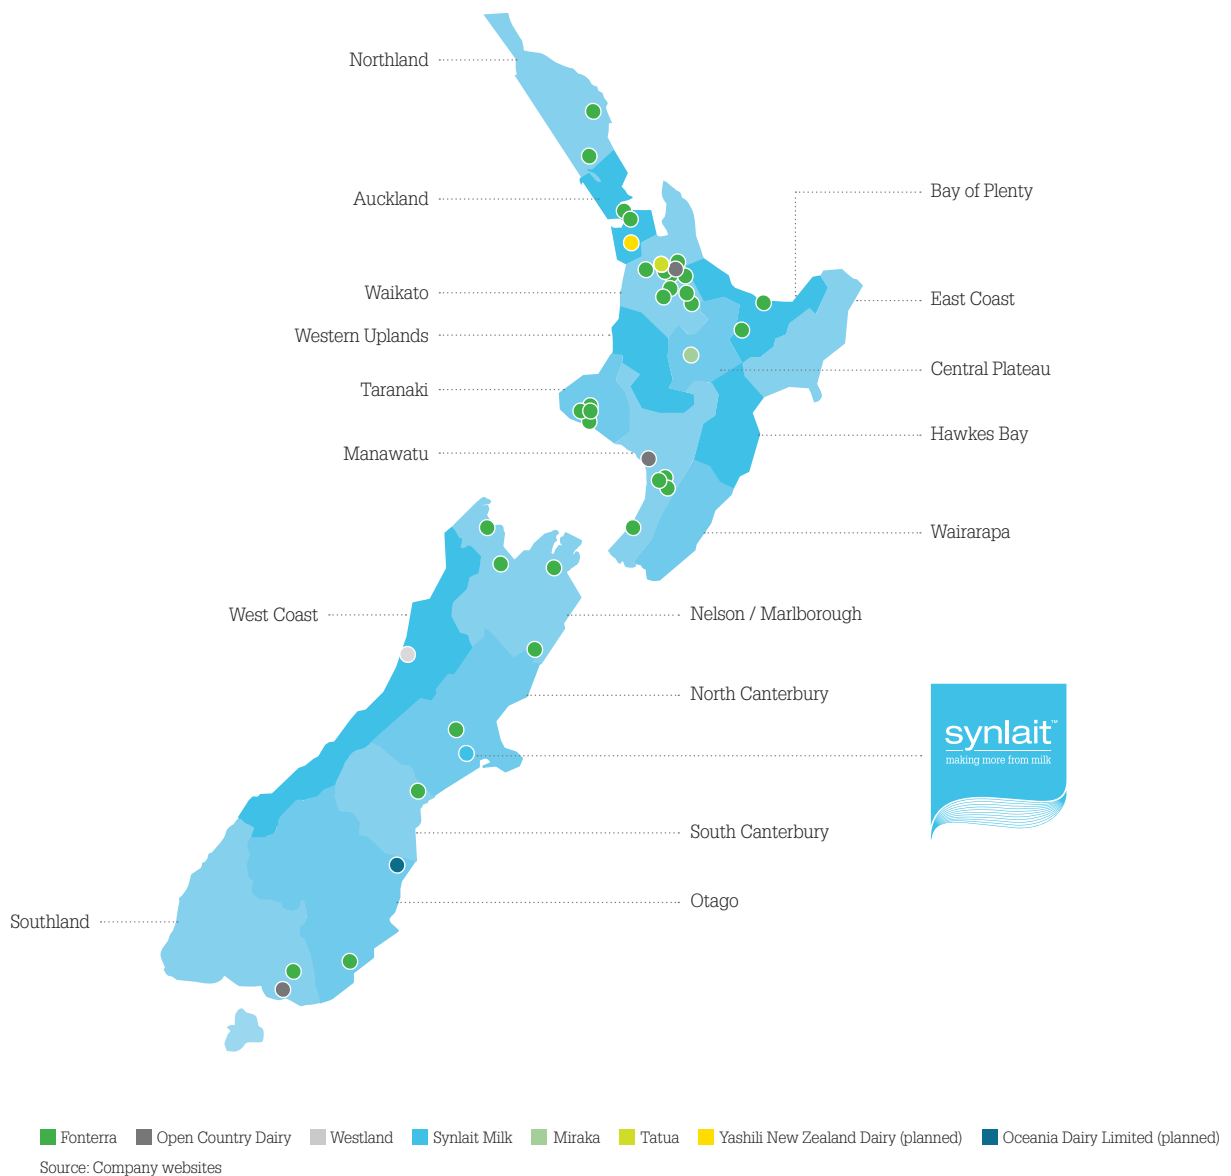 Northland
Auckland
Bay of Plenty
Waikato
East Coast
Western Uplands
Central Plateau
Taranaki
Hawkes Bay
Manawatu
Wairarapa
West Coast
Nelson / Marlborough
North Canterbury
synlait™
making more from milk
South Canterbury
Otago
Southland
Fonterra Open Country Dairy Westland Synlait Milk Miraka Tatua Yashili New Zealand Dairy (planned) Oceania Dairy Limited (planned)
Source: Company websites